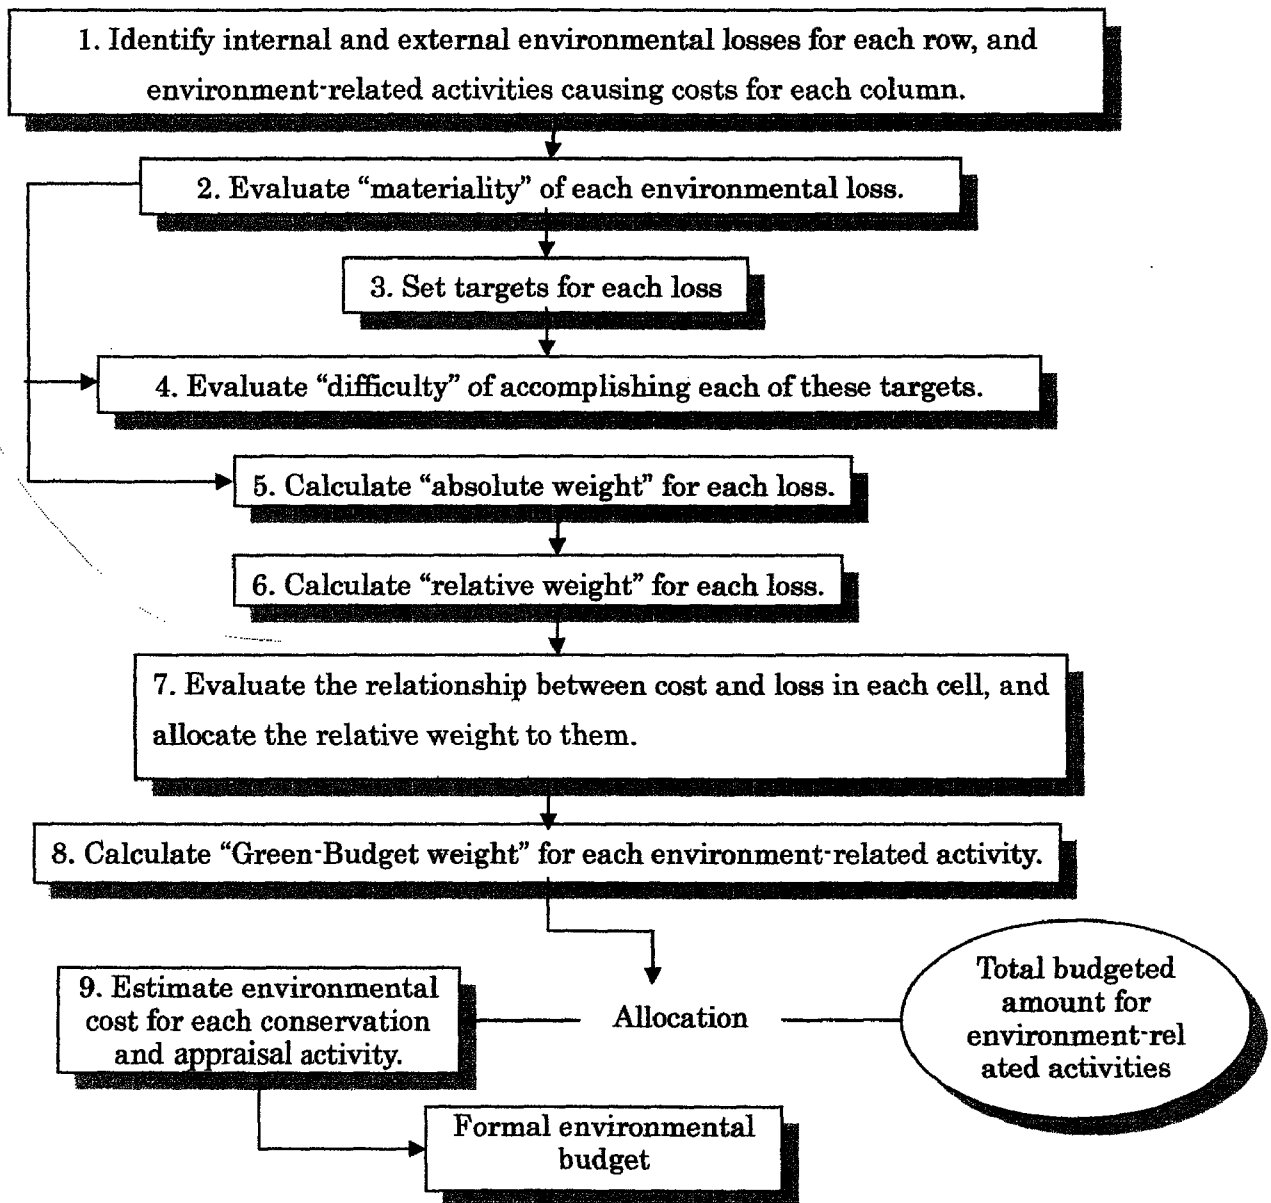 1. Identify internal and external environmental losses for each row, and
environment-related activities causing costs for each column.
2. Evaluate “materiality” of each environmental loss.
3. Set targets for each loss
4. Evaluate “difficulty” of accomplishing each of these targets.
5. Calculate “absolute weight” for each loss.
6. Calculate “relative weight” for each loss.
7. Evaluate the relationship between cost and loss in each cell, and
allocate the relative weight to them.
8. Calculate “Green-Budget weight” for each environment-related activity.
9. Estimate environmental
cost for each conservation
and appraisal activity.
Allocation
Total budgeted
amount for
environment-rel
ated activities
Formal environmental
budget